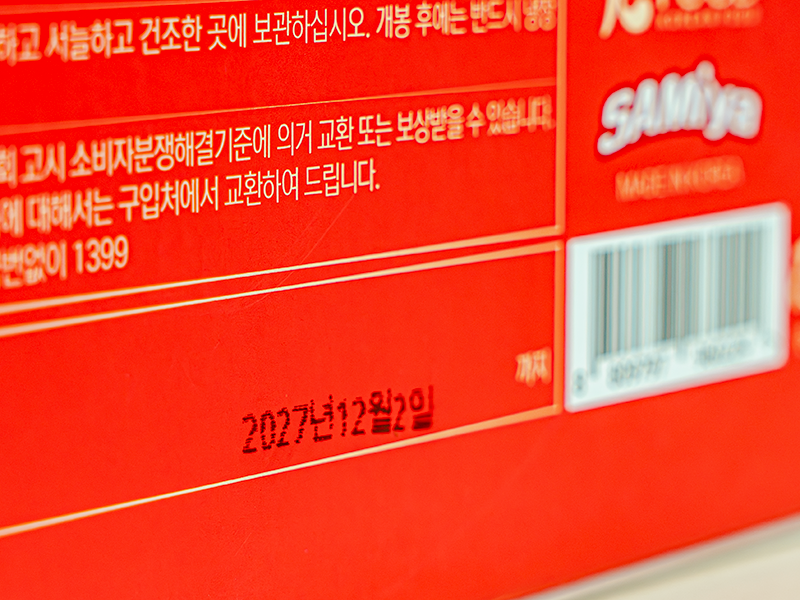 하고 서늘하고 건조한 곳에 보관하십시오. 개봉 후에는 반드시 냉장
회 고시 소비자분쟁해결기준에 의거 교환 또는 보상받을 수 있습니다.
에 대해서는 구입처에서 교환하여 드립니다.
번없이 1399
까지
2027년12월2일
SAMiya